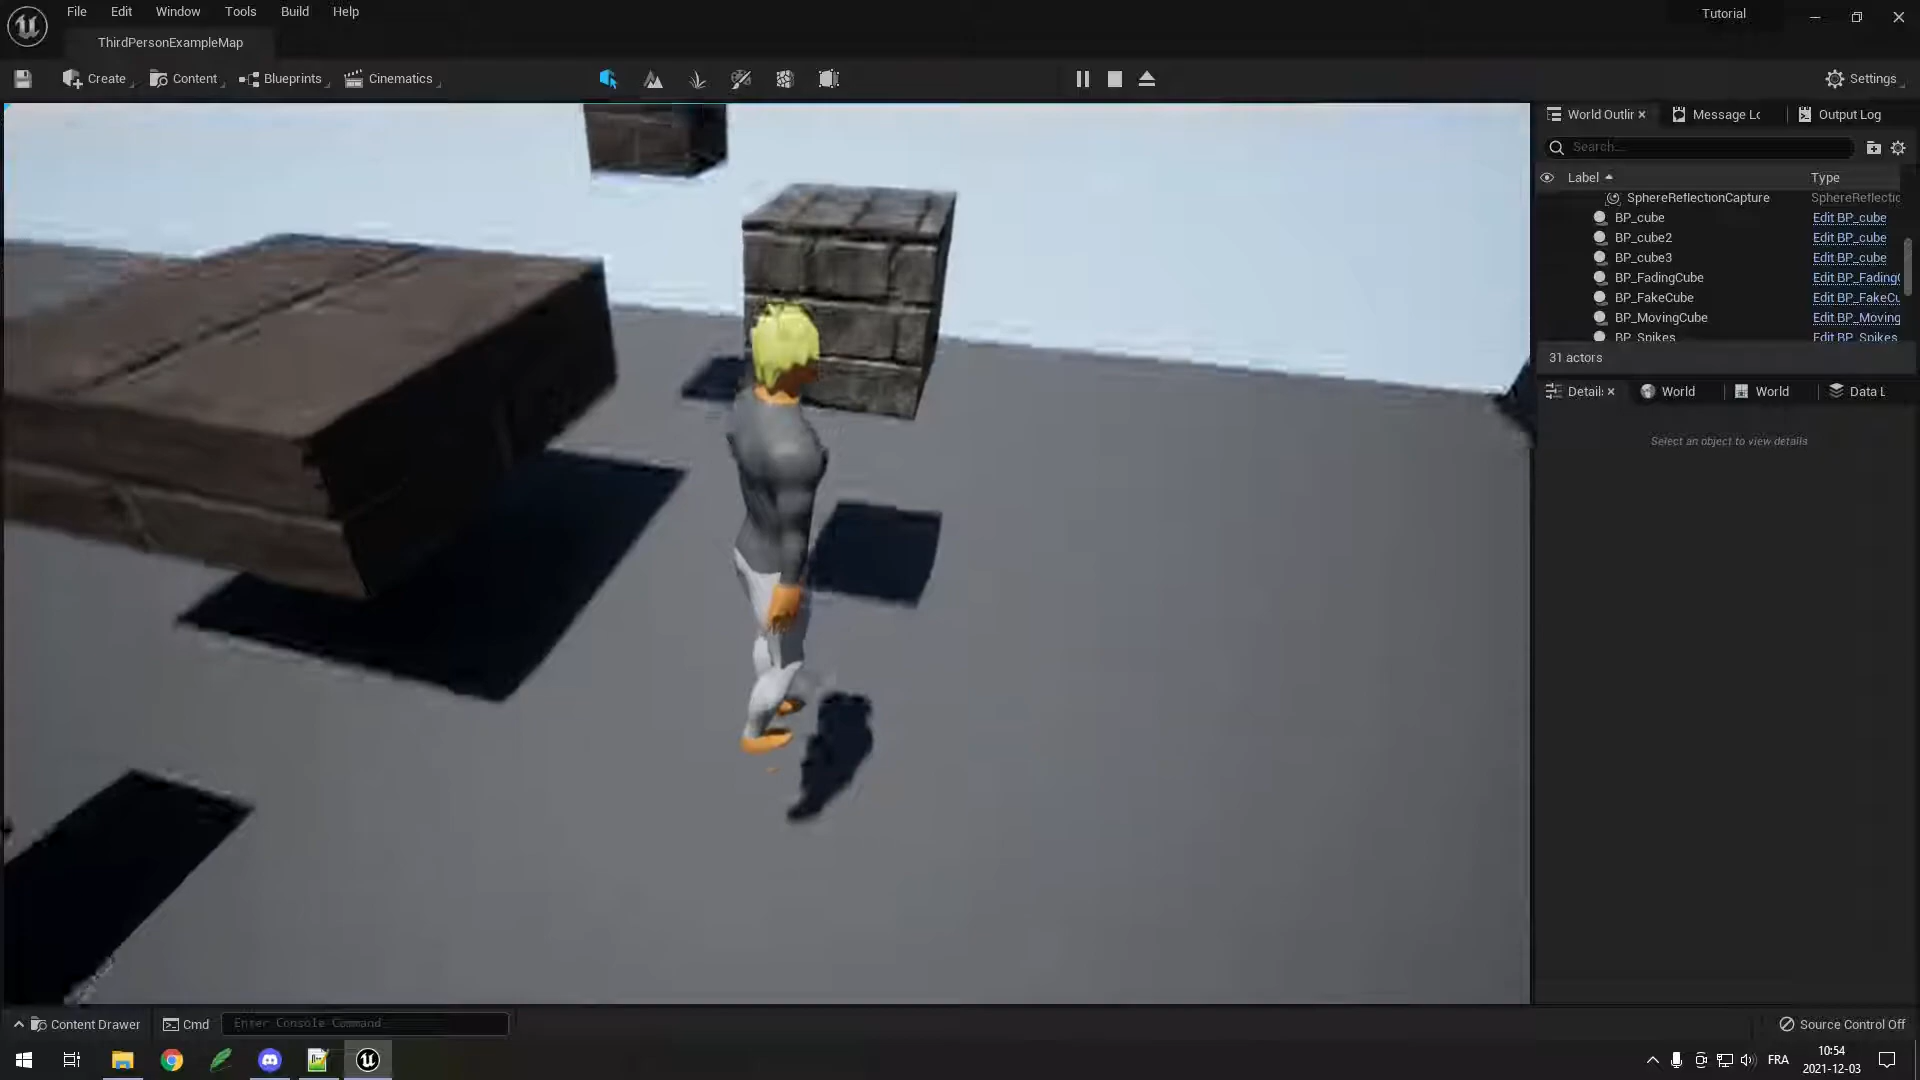 File Edit Window Tools Build Help
Tutorial
ThirdPersonExampleMap
Create Content Blueprints Cinematics
Settings
World Outlir Message Lc Output Log
Search...
Label Type
SphereReflectionCapture SphereReflectic
BP_cube Edit BP_cube
BP_cube2 Edit BP_cube
BP_cube3 Edit BP_cube
BP_FadingCube Edit BP_Fading
BP_FakeCube Edit BP_FakeCu
BP_MovingCube Edit BP_Moving
BP_Spikes Edit BP_Spikes
31 actors
Details World World Data L
Select an object to view details
Content Drawer Cmd Enter Console Command
Source Control Off
FRA
10:54
2021-12-03